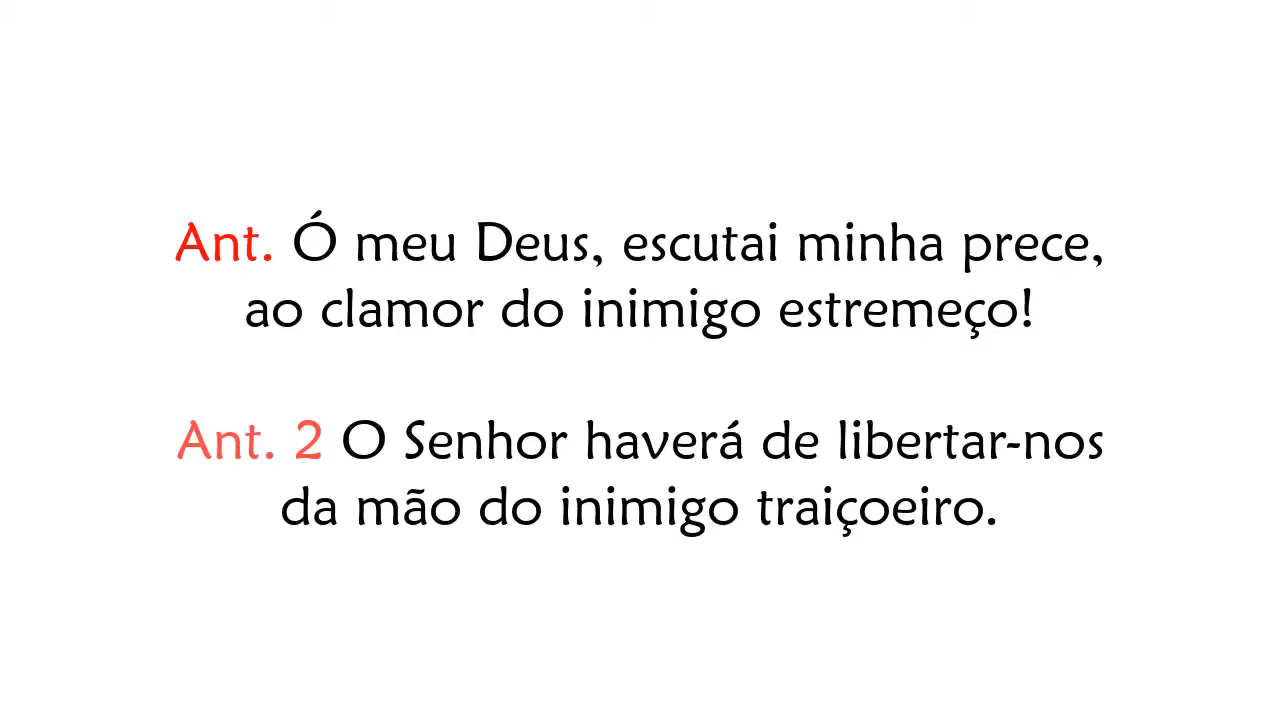 Ant. Ó meu Deus, escutai minha prece,
ao clamor do inimigo estremeço!
Ant. 2 O Senhor haverá de libertar-nos
da mão do inimigo traiçoeiro.